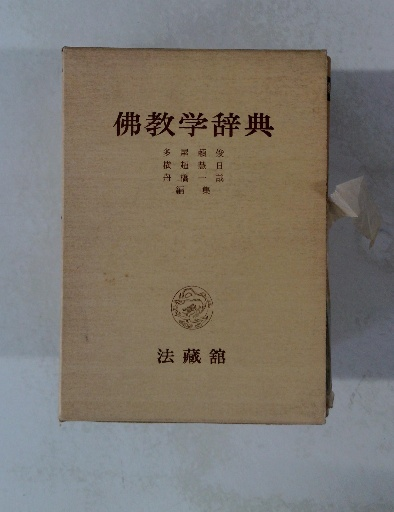 佛教学辞典
多屋頼俊
横超慧日
舟橋一哉
編集
法藏館